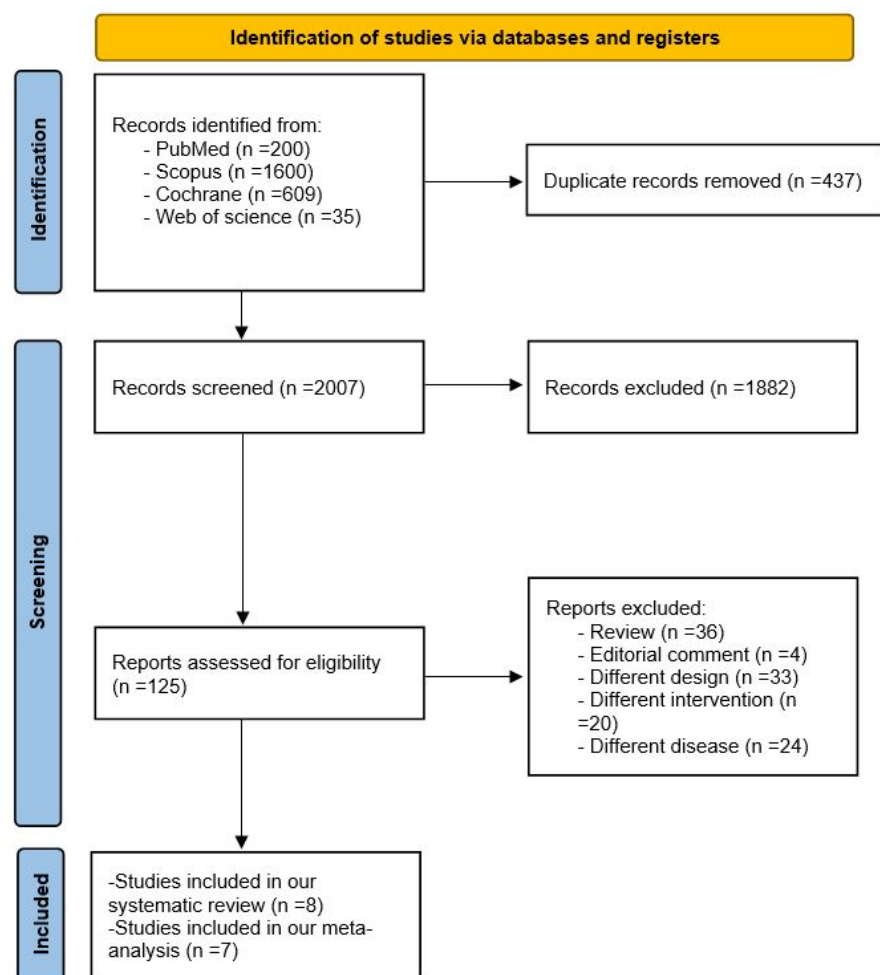 Identification of studies via databases and registers
Identification
Records identified from:
- PubMed (n =200)
- Scopus (n =1600)
- Cochrane (n =609)
- Web of science (n =35)
Duplicate records removed (n =437)
Screening
Records screened (n =2007)
Records excluded (n =1882)
Reports assessed for eligibility
(n =125)
Reports excluded:
- Review (n =36)
- Editorial comment (n =4)
- Different design (n =33)
- Different intervention (n
=20)
- Different disease (n =24)
Included
-Studies included in our
systematic review (n =8)
-Studies included in our meta-
analysis (n =7)